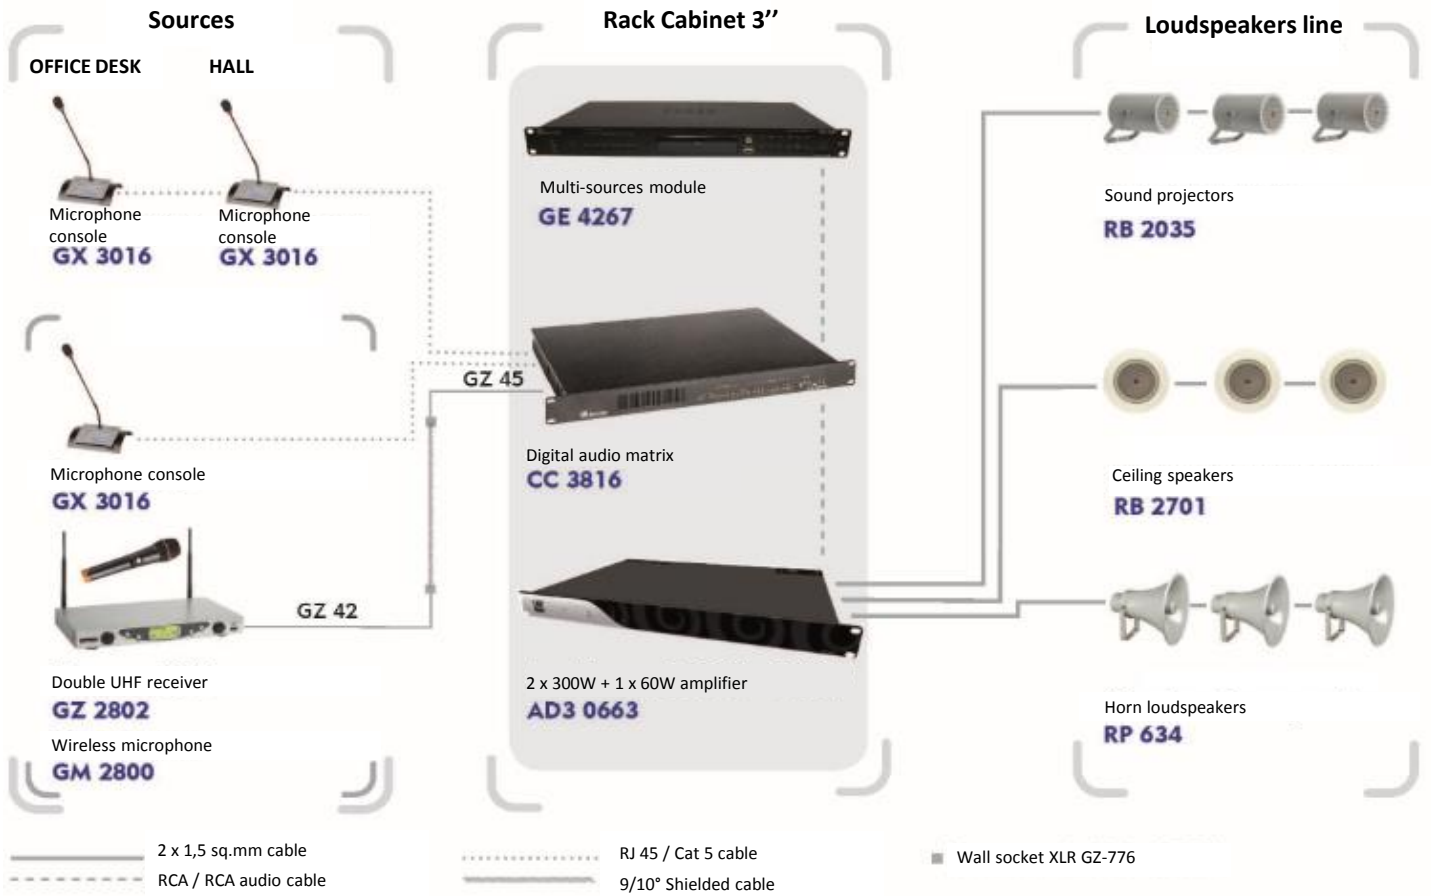 Sources
OFFICE DESK
HALL
Microphone
console
GX 3016
Microphone
console
GX 3016
Microphone console
GX 3016
Double UHF receiver
GZ 2802
Wireless microphone
GM 2800
GZ 45
GZ 42
Rack Cabinet 3’’
Multi-sources module
GE 4267
Digital audio matrix
CC 3816
2 x 300W + 1 x 60W amplifier
AD3 0663
Loudspeakers line
Sound projectors
RB 2035
Ceiling speakers
RB 2701
Horn loudspeakers
RP 634
2 x 1,5 sq.mm cable
RCA / RCA audio cable
RJ 45 / Cat 5 cable
9/10° Shielded cable
Wall socket XLR GZ-776